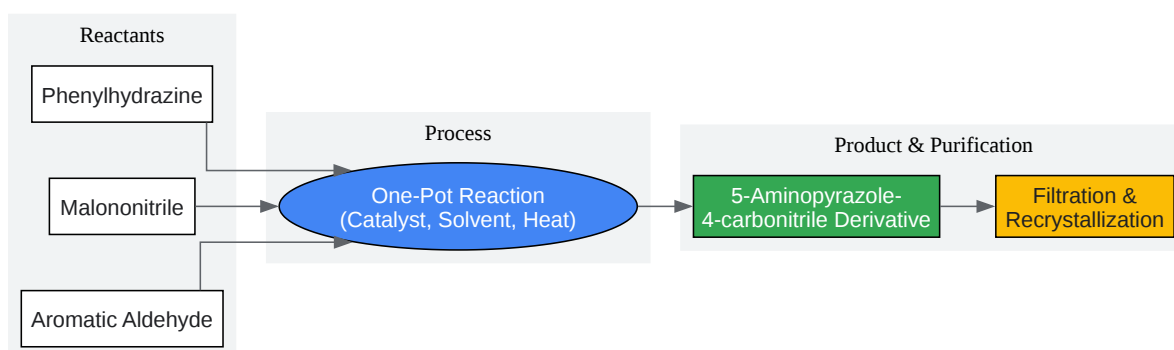 Reactants
Phenylhydrazine
Malononitrile
Aromatic Aldehyde
Process
One-Pot Reaction
(Catalyst, Solvent, Heat)
Product & Purification
5-Aminopyrazole-
4-carbonitrile Derivative
Filtration &
Recrystallization